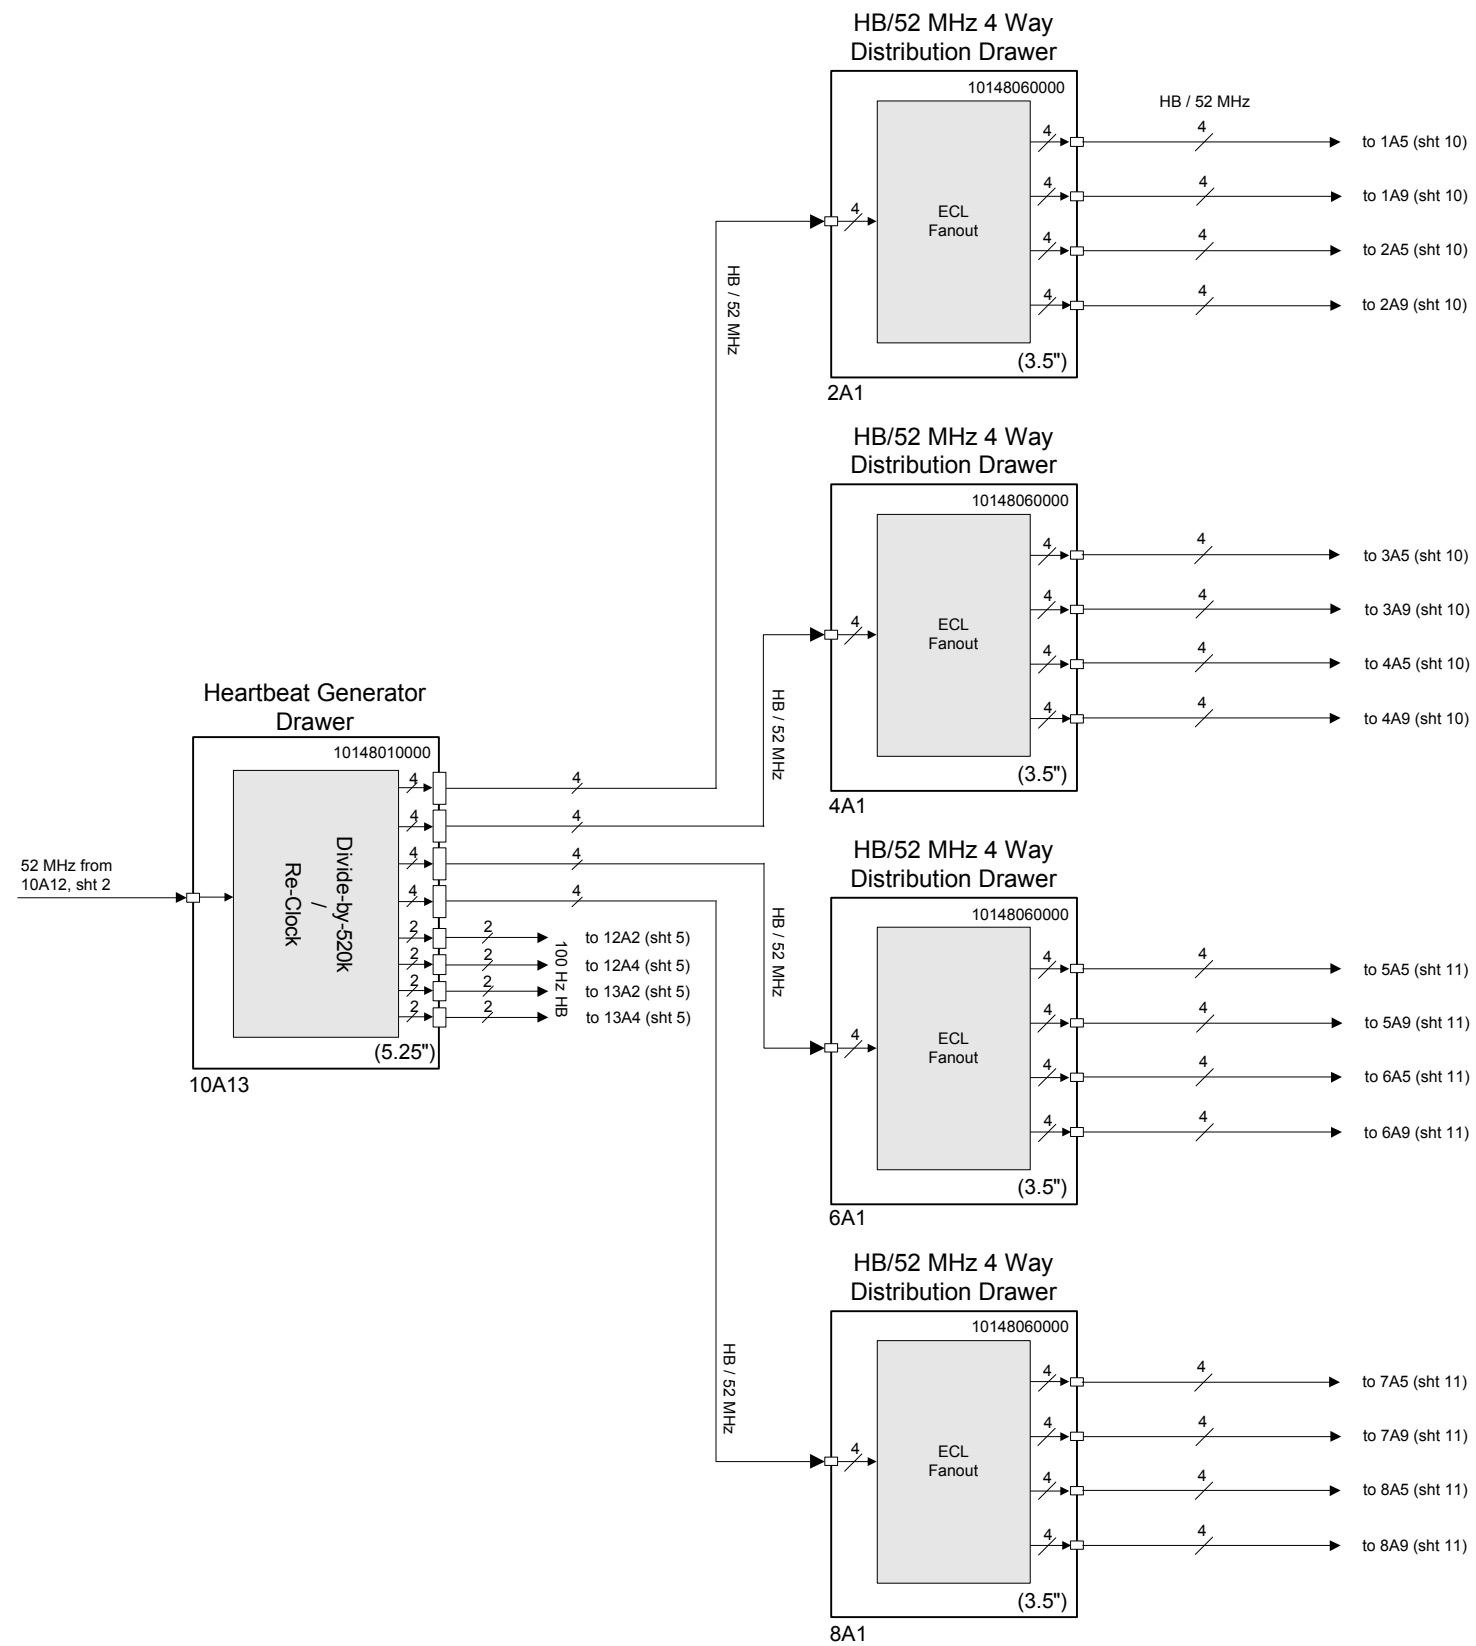 HB/52 MHz 4 Way
Distribution Drawer
10148060000
HB / 52 MHz
4
4
to 1A5 (sht 10)
4
4
to 1A9 (sht 10)
4
ECL
Fanout
4
4
to 2A5 (sht 10)
4
4
to 2A9 (sht 10)
(3.5")
2A1
HB / 52 MHz
HB/52 MHz 4 Way
Distribution Drawer
10148060000
4
4
to 3A5 (sht 10)
4
4
to 3A9 (sht 10)
4
ECL
Fanout
4
4
to 4A5 (sht 10)
4
4
to 4A9 (sht 10)
(3.5")
4A1
HB / 52 MHz
Heartbeat Generator
Drawer
10148010000
4
4
4
4
4
4
4
4
Divide-by-520k
/
Re-Clock
52 MHz from
10A12, sht 2
2
2
to 12A2 (sht 5)
2
2
to 12A4 (sht 5)
2
2
to 13A2 (sht 5)
2
2
to 13A4 (sht 5)
100 Hz HB
(5.25")
10A13
HB/52 MHz 4 Way
Distribution Drawer
10148060000
HB / 52 MHz
4
4
to 5A5 (sht 11)
4
4
to 5A9 (sht 11)
4
ECL
Fanout
4
4
to 6A5 (sht 11)
4
4
to 6A9 (sht 11)
(3.5")
6A1
HB/52 MHz 4 Way
Distribution Drawer
10148060000
HB / 52 MHz
4
4
to 7A5 (sht 11)
4
4
to 7A9 (sht 11)
4
ECL
Fanout
4
4
to 8A5 (sht 11)
4
4
to 8A9 (sht 11)
(3.5")
8A1